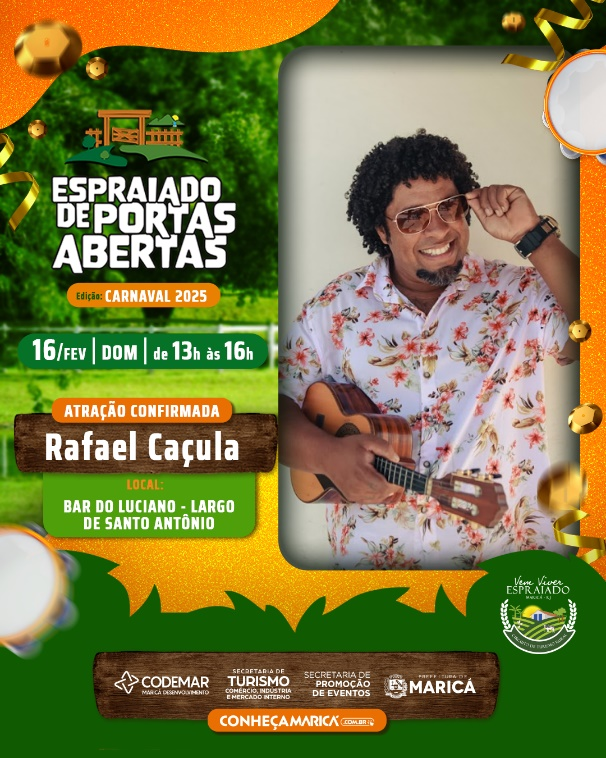 ESPRAIADO
DE PORTAS
ABERTAS
Edição: CARNAVAL 2025
16/FEV | DOM | de 13h às 16h
ATRAÇÃO CONFIRMADA
Rafael Caçula
LOCAL:
BAR DO LUCIANO - LARGO
DE SANTO ANTÔNIO
Vem Viver
ESPRAIADO
MARICÁ - RJ
CODEMAR
MARICÁ DESENVOLVIMENTO
SECRETARIA DE
TURISMO
COMÉRCIO, INDÚSTRIA
E MERCADO INTERNO
SECRETARIA DE
PROMOÇÃO
DE EVENTOS
PREFEITURA DE
MARICÁ
CONHEÇAMARICÁ.COM.BR